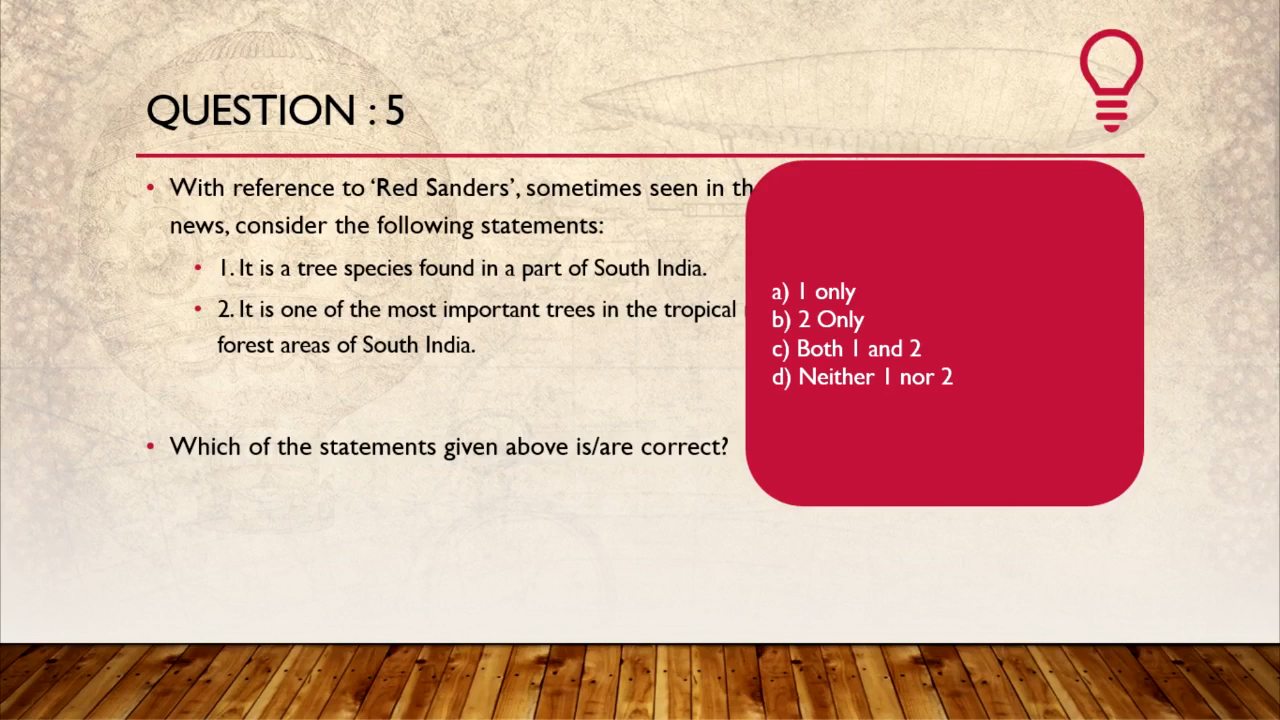 QUESTION : 5
• With reference to ‘Red Sanders’, sometimes seen in th
news, consider the following statements:
• 1. It is a tree species found in a part of South India.
• 2. It is one of the most important trees in the tropical
forest areas of South India.
• Which of the statements given above is/are correct?
a) 1 only
b) 2 Only
c) Both 1 and 2
d) Neither 1 nor 2